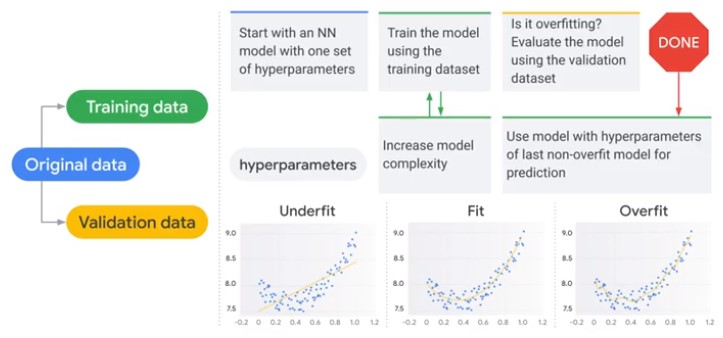 Start with an NN
model with one set
of hyperparameters
Train the model
using the
training dataset
Is it overfitting?
Evaluate the model
using the validation
dataset
DONE
Training data
Original data
Validation data
hyperparameters
Increase model
complexity
Use model with hyperparameters
of last non-overfit model for
prediction
Underfit
Fit
Overfit
9.0
8.5
8.0
7.5
-0.2 0 0.2 0.4 0.6 0.8 1.0 1.2
9.0
8.5
8.0
7.5
-0.2 0 0.2 0.4 0.6 0.8 1.0 1.2
9.0
8.5
8.0
7.5
-0.2 0 0.2 0.4 0.6 0.8 1.0 1.2